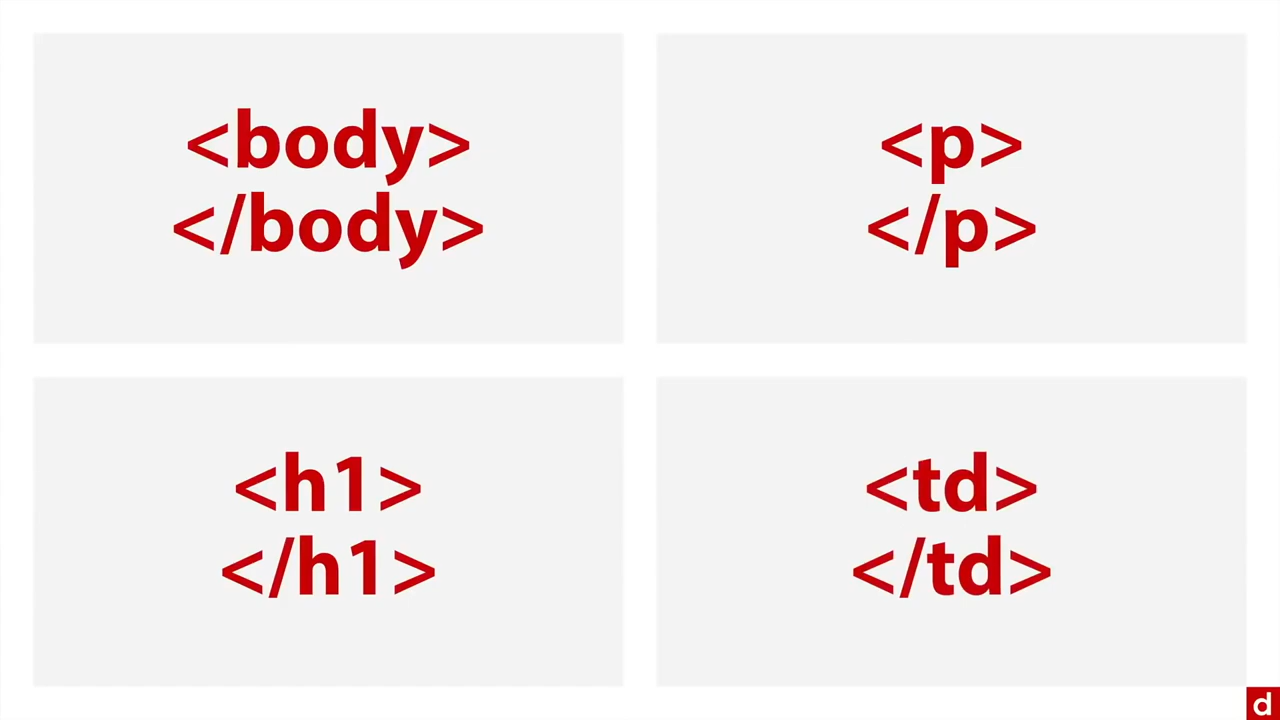 <body>
</body>
<p>
</p>
<h1>
</h1>
<td>
</td>
d